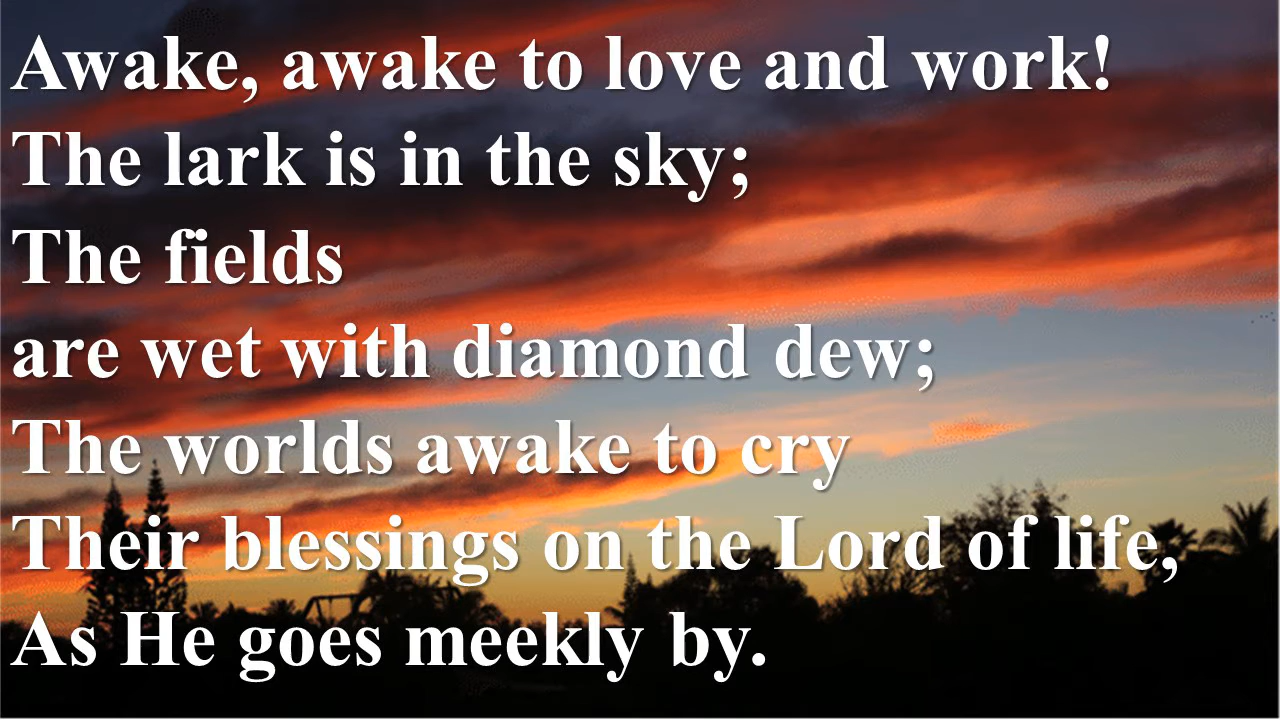 Awake, awake to love and work!
The lark is in the sky;
The fields
are wet with diamond dew;
The worlds awake to cry
Their blessings on the Lord of life,
As He goes meekly by.